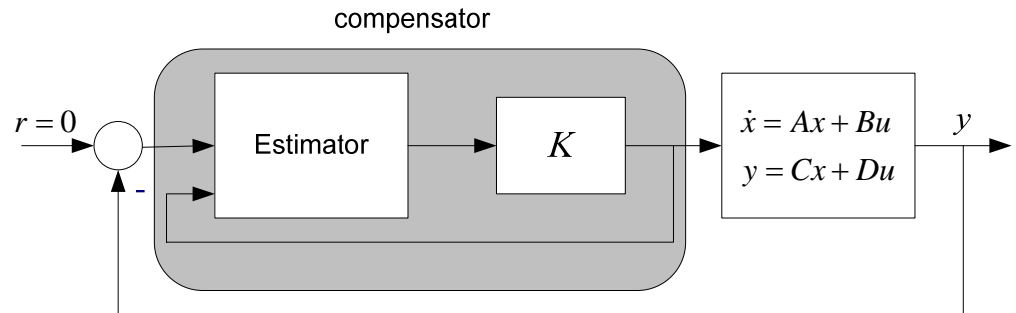 compensator
r = 0
Estimator
K
ẋ = Ax + Bu
y = Cx + Du
y
-